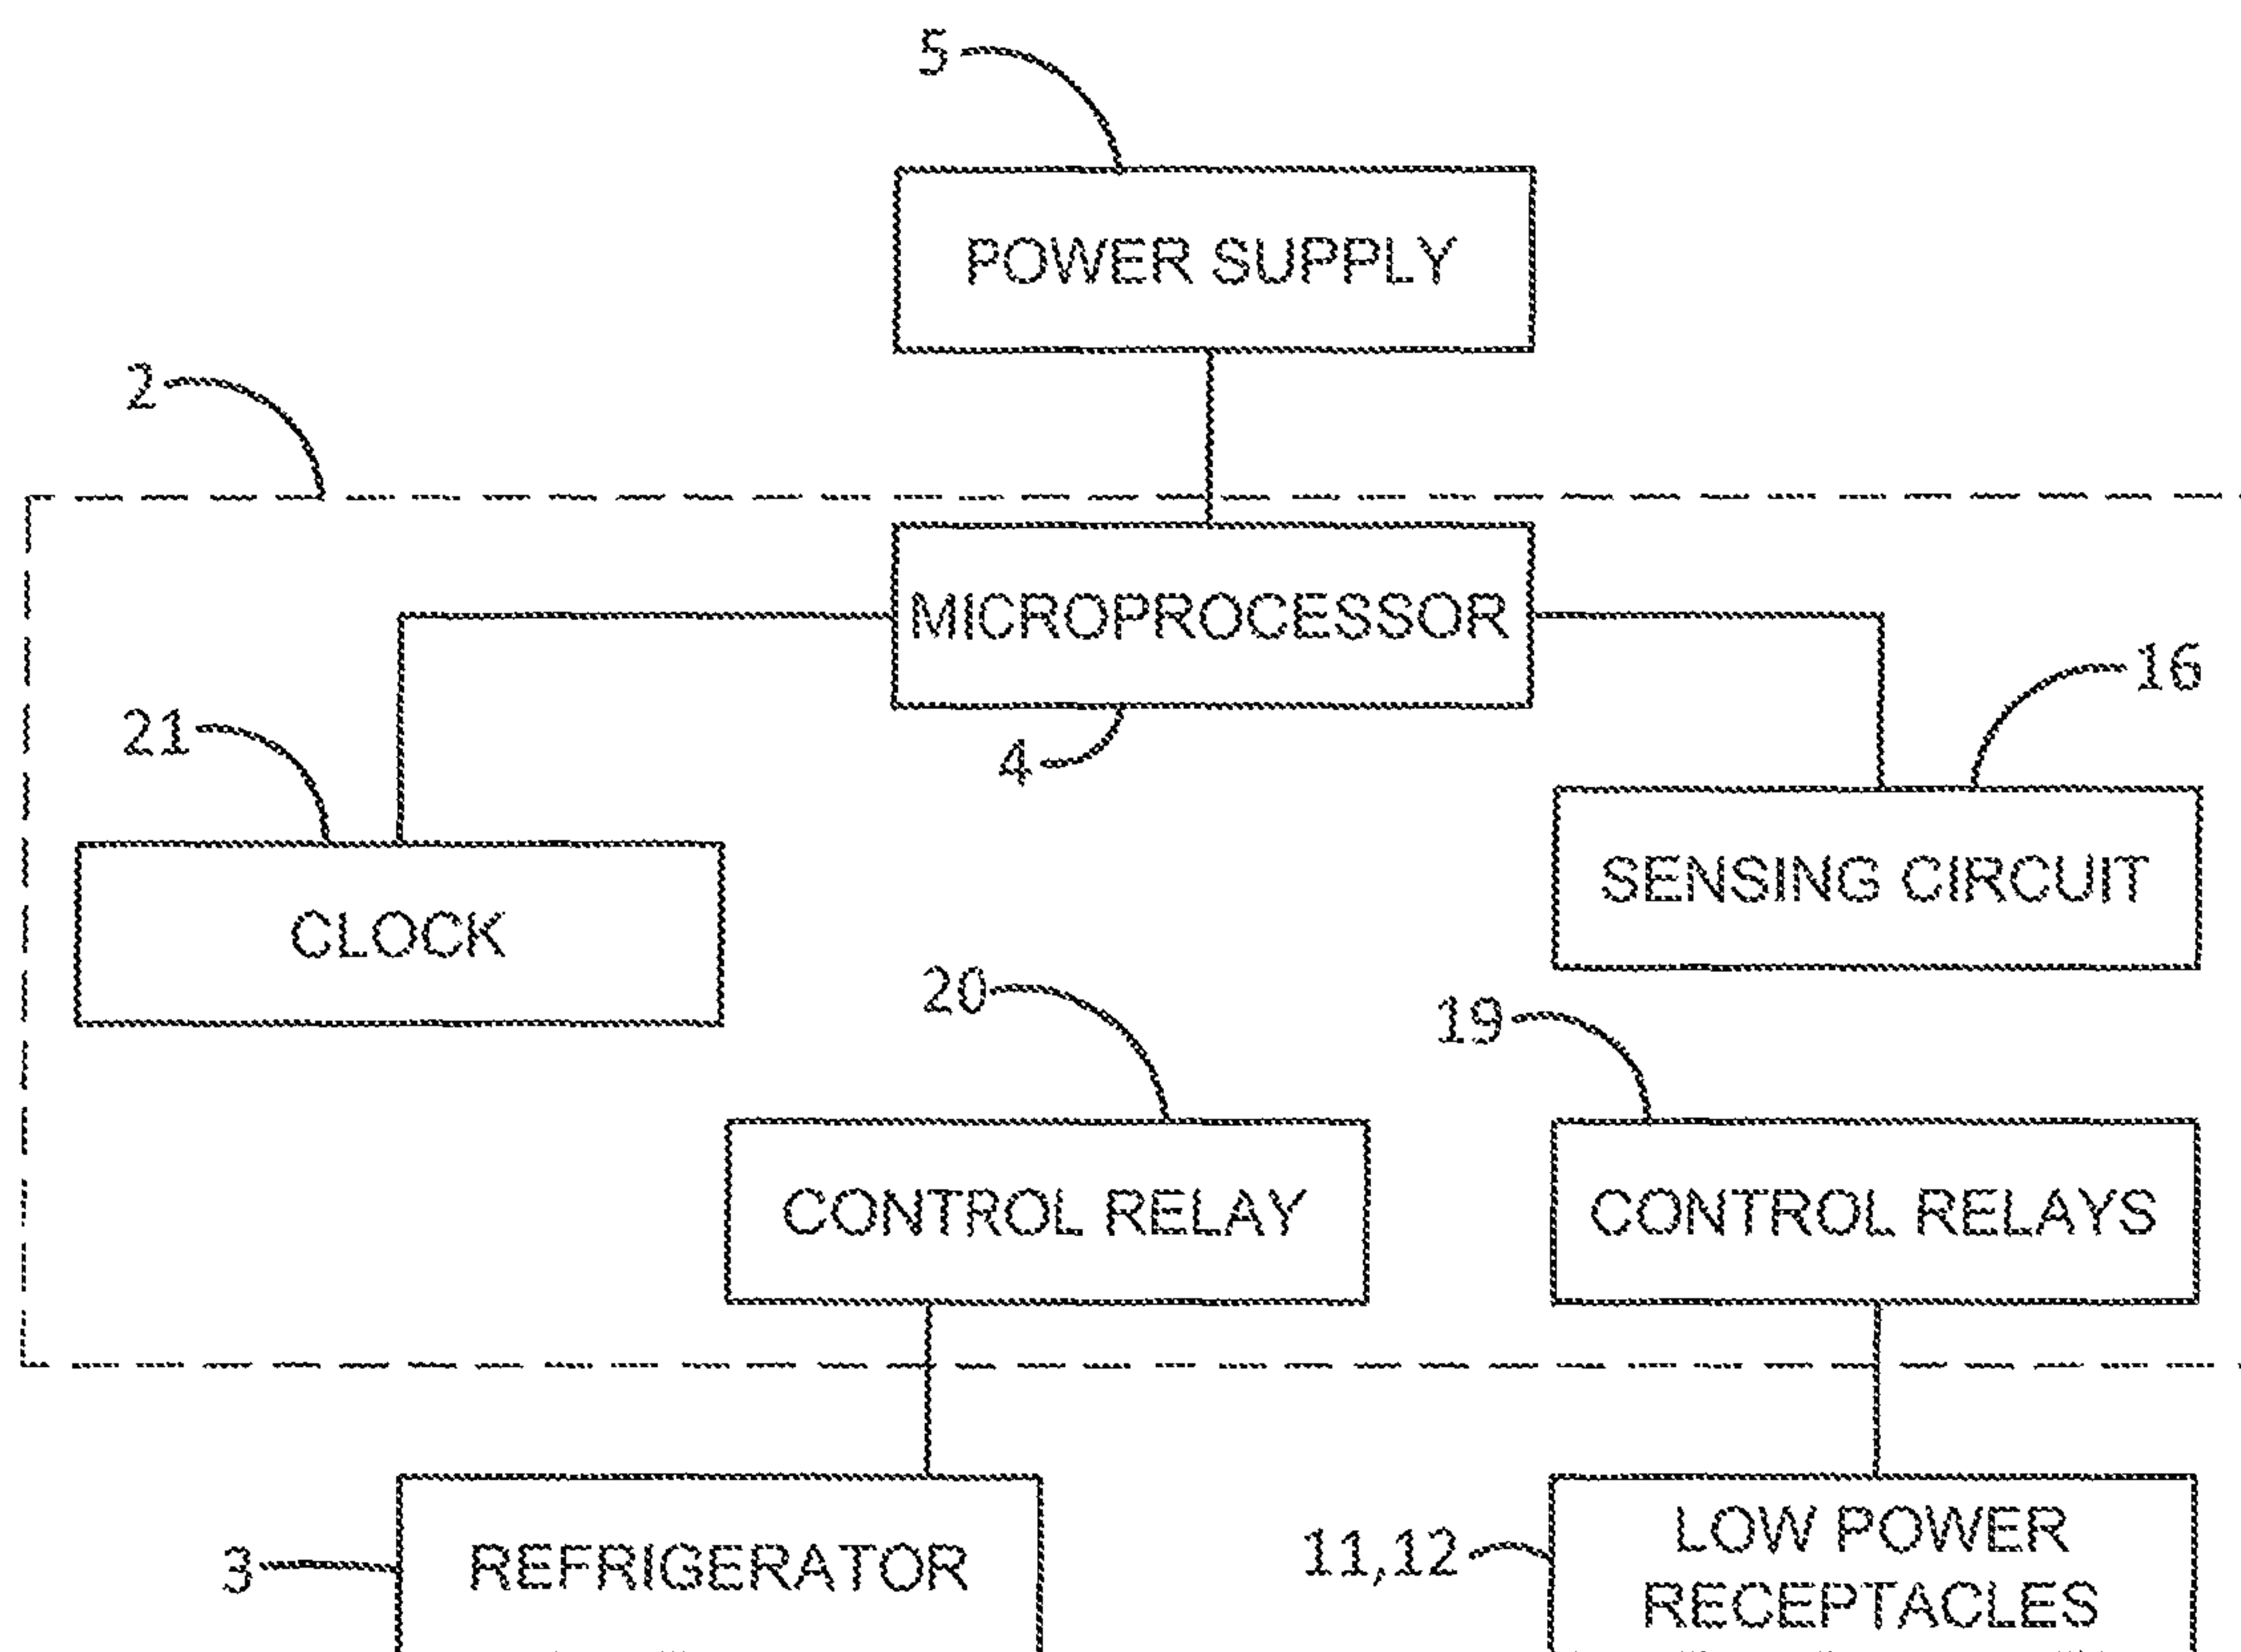 5
POWER SUPPLY
2
MICROPROCESSOR
16
21
4
SENSING CIRCUIT
CLOCK
20
19
CONTROL RELAY
CONTROL RELAYS
3
REFRIGERATOR
11,12
LOW POWER
RECEPTACLES